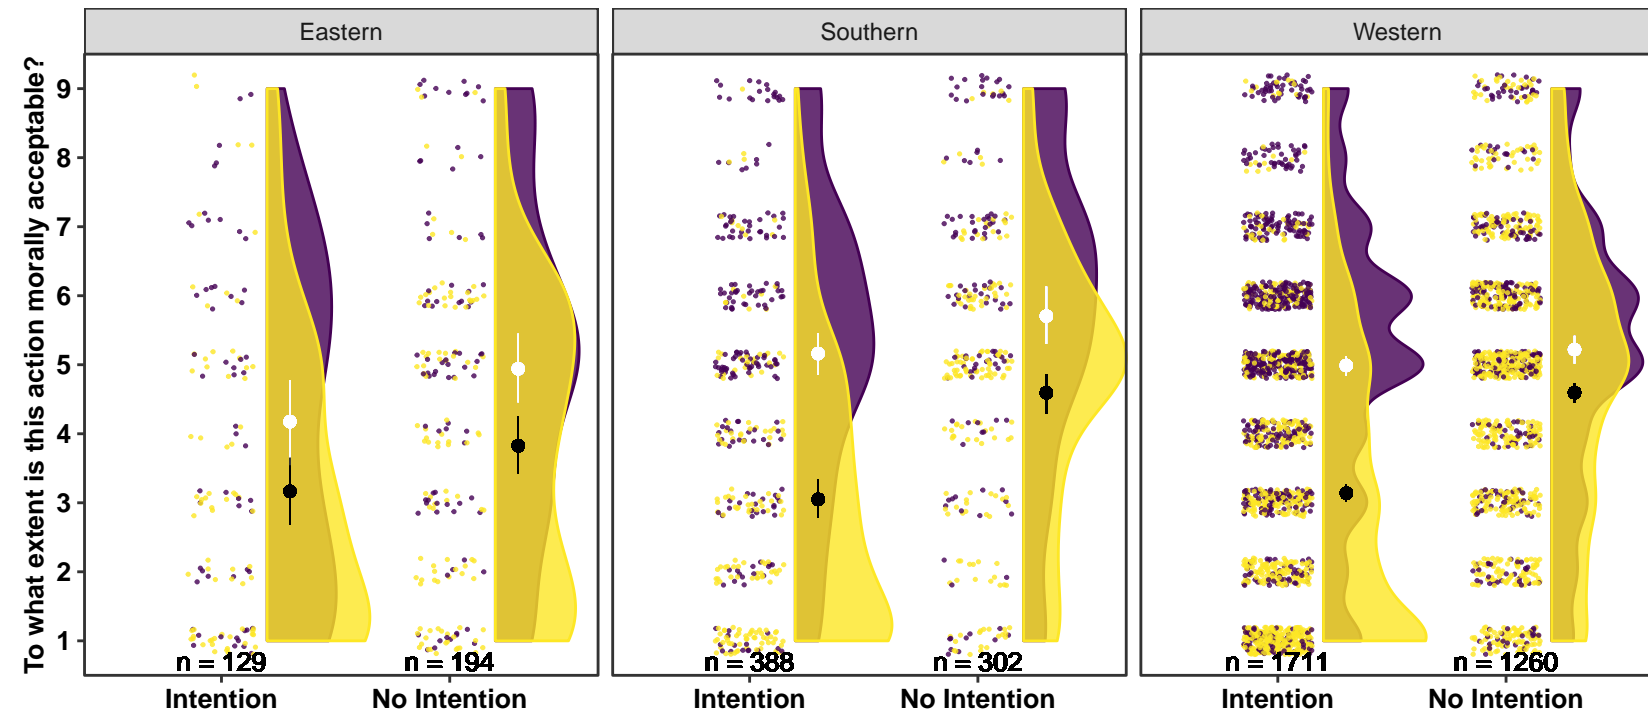 Eastern
Southern
Western
To what extent is this action morally acceptable?
9
8
7
6
5
4
3
2
1
n = 129
n = 194
n = 388
n = 302
n = 1711
n = 1260
Intention
No Intention
Intention
No Intention
Intention
No Intention